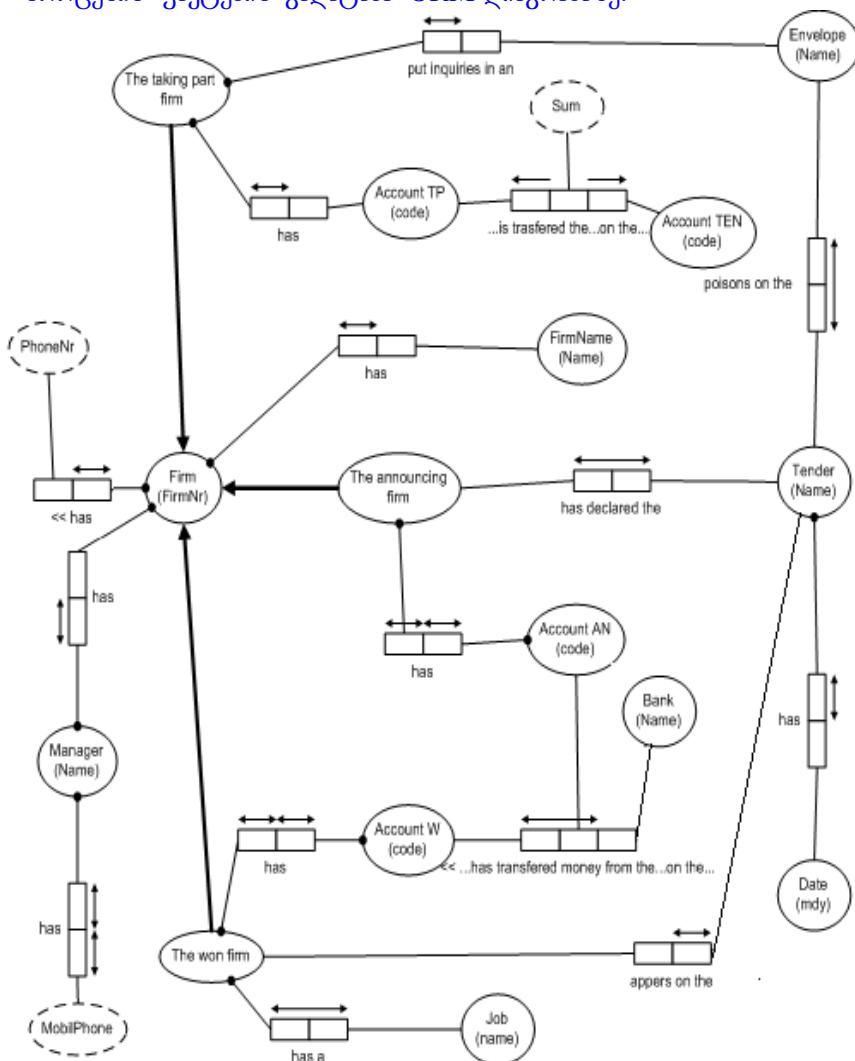 Envelope
(Name)
put inquiries in an
The taking part
firm
Sum
Account TP
(code)
has
...is trasfered the...on the...
Account TEN
(code)
poisons on the
PhoneNr
has
FirmName
(Name)
Firm
(FirmNr)
<< has
The announcing
firm
has declared the
Tender
(Name)
has
has
Account AN
(code)
Bank
(Name)
has
Manager
(Name)
has
Account W
(code)
<< ...has transfered money from the...on the...
Date
(mdy)
has
The won firm
appers on the
MobilPhone
has a
Job
(name)